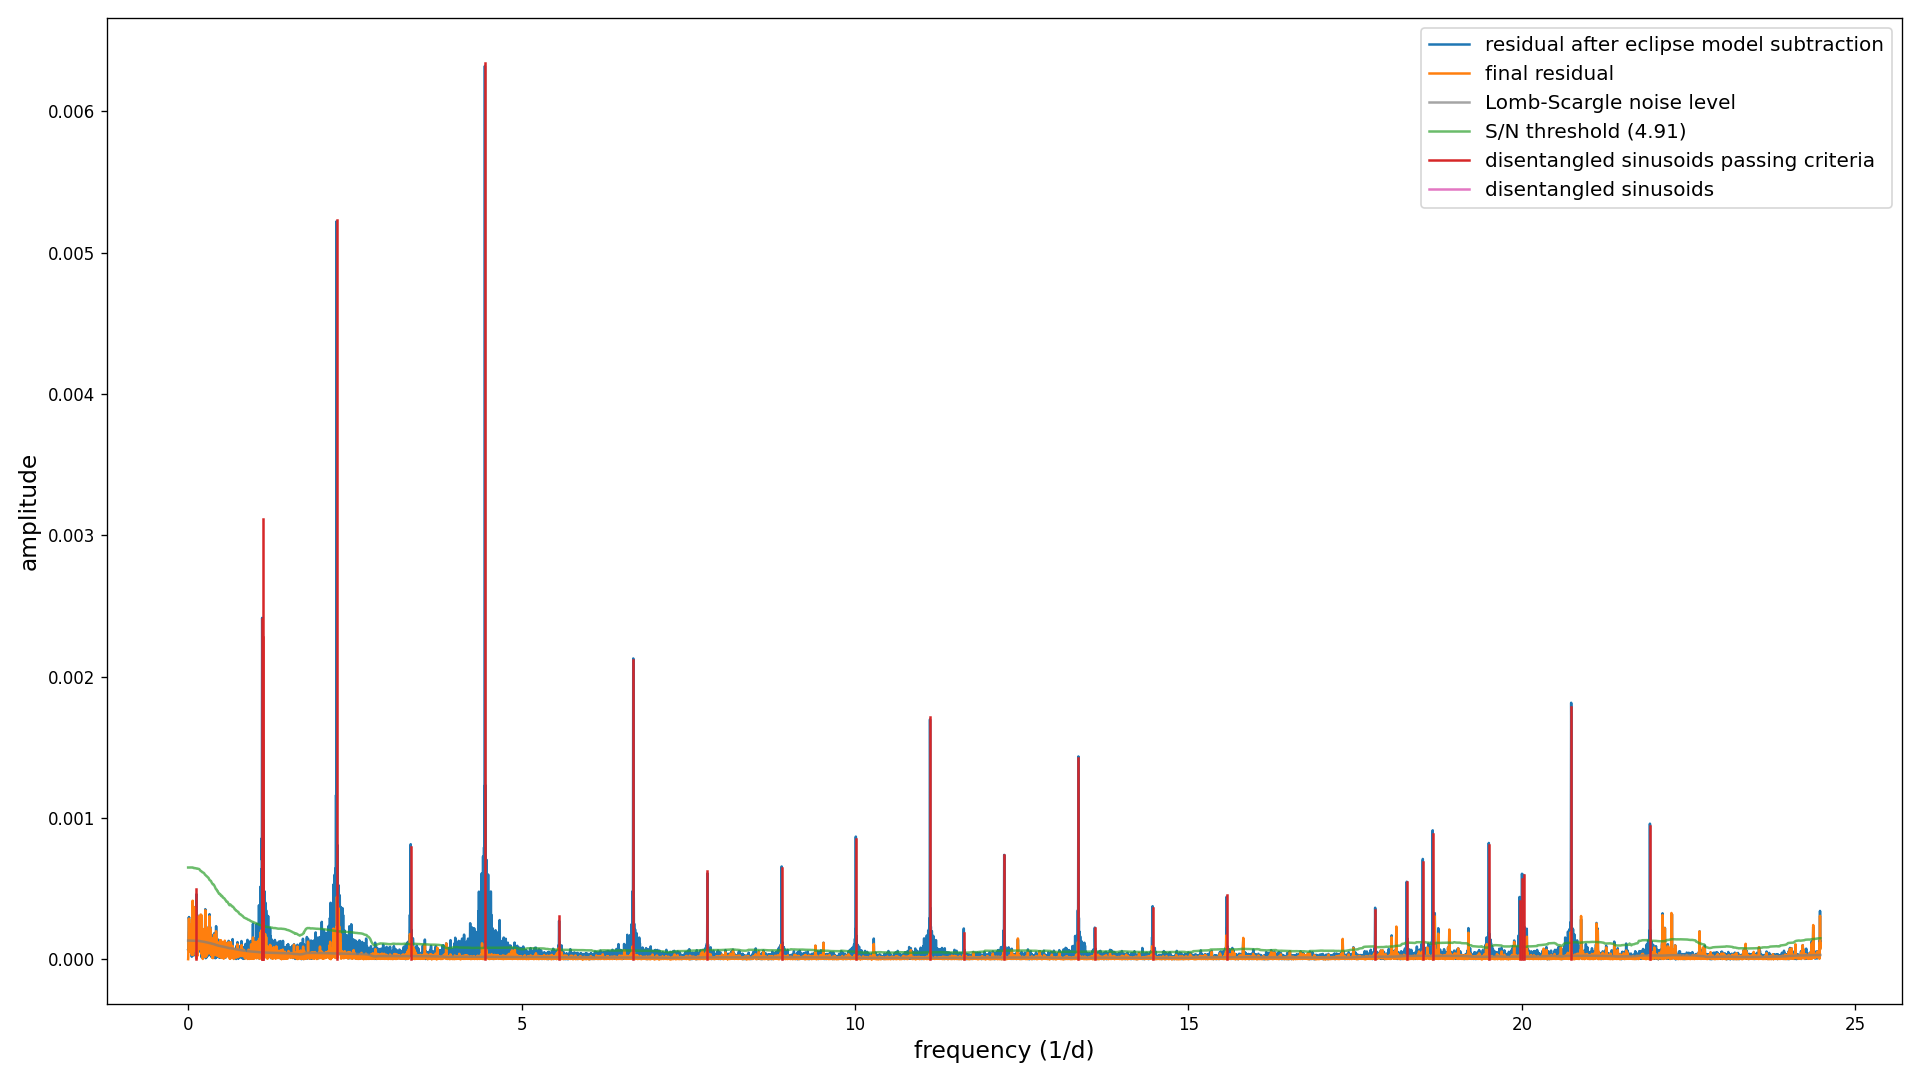 residual after eclipse model subtraction
final residual
Lomb-Scargle noise level
S/N threshold (4.91)
disentangled sinusoids passing criteria
disentangled sinusoids
amplitude
0.006
0.005
0.004
0.003
0.002
0.001
0.000
0 5 10 15 20 25
frequency (1/d)